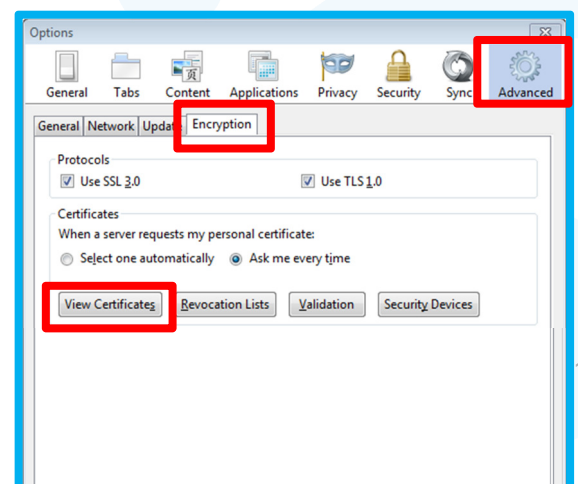 Options
General Tabs Content Applications Privacy Security Sync Advanced
General Network Update Encryption
Protocols
Use SSL 3.0 Use TLS 1.0
Certificates
When a server requests my personal certificate:
Select one automatically Ask me every time
View Certificates Revocation Lists Validation Security Devices